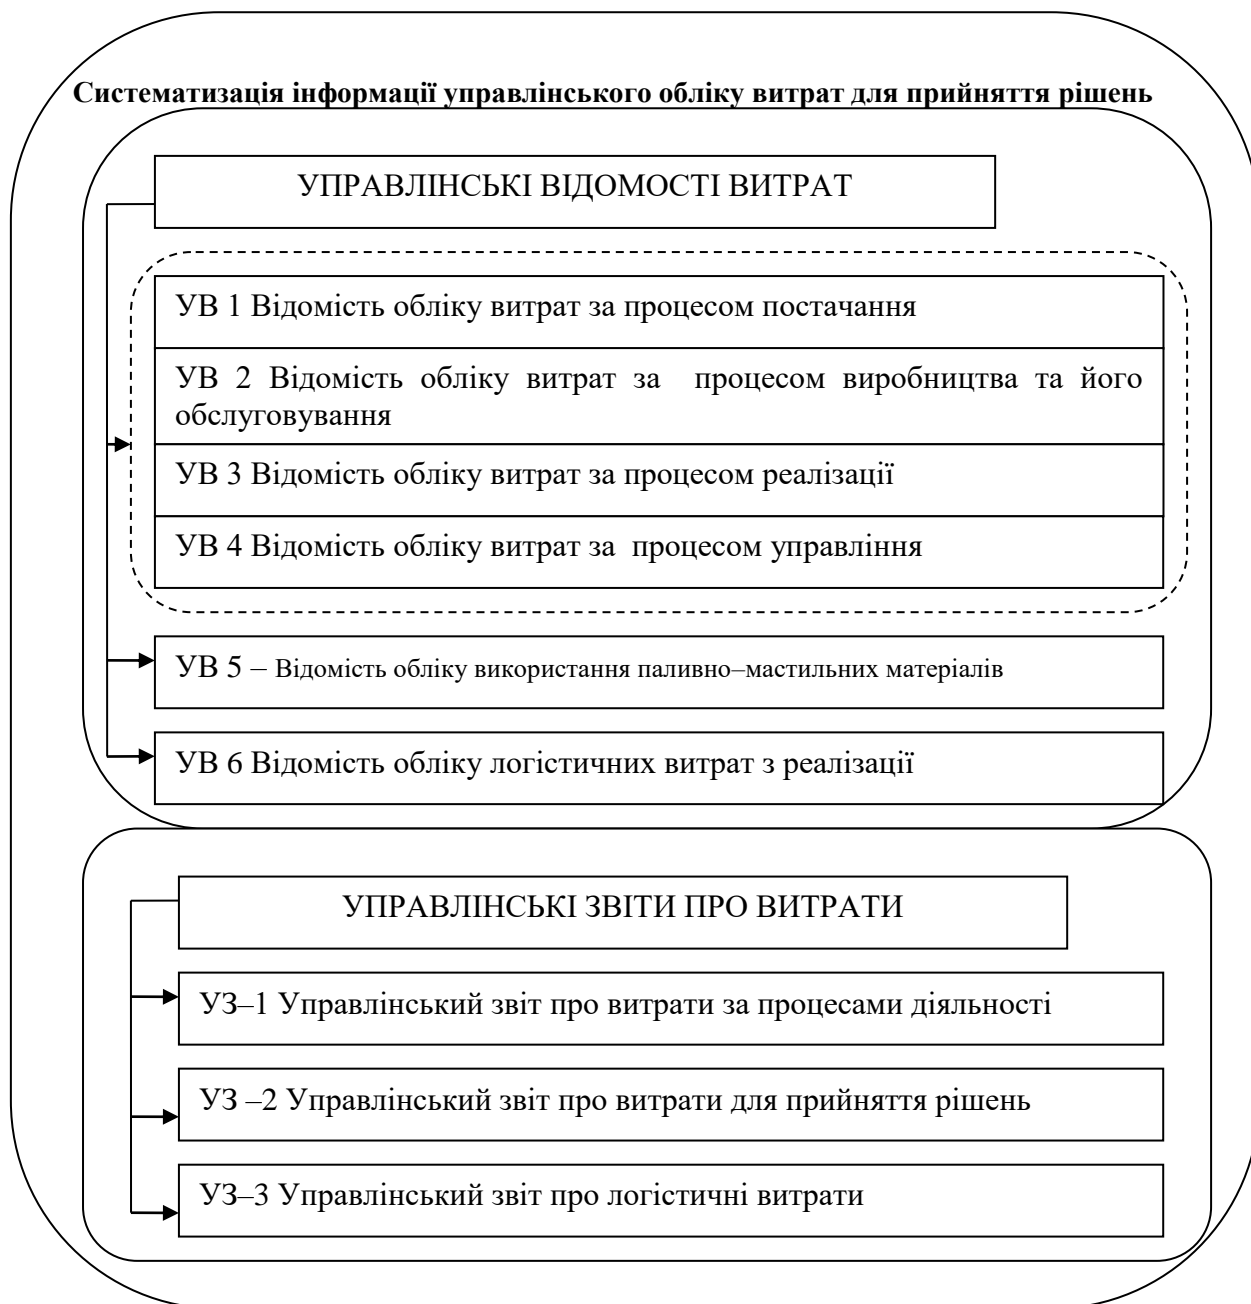 Систематизація інформації управлінського обліку витрат для прийняття рішень
УПРАВЛІНСЬКІ ВІДОМОСТІ ВИТРАТ
УВ 1 Відомість обліку витрат за процесом постачання
УВ 2 Відомість обліку витрат за процесом виробництва та його
обслуговування
УВ 3 Відомість обліку витрат за процесом реалізації
УВ 4 Відомість обліку витрат за процесом управління
УВ 5 – Відомість обліку використання паливно–мастильних матеріалів
УВ 6 Відомість обліку логістичних витрат з реалізації
УПРАВЛІНСЬКІ ЗВІТИ ПРО ВИТРАТИ
УЗ–1 Управлінський звіт про витрати за процесами діяльності
УЗ –2 Управлінський звіт про витрати для прийняття рішень
УЗ–3 Управлінський звіт про логістичні витрати